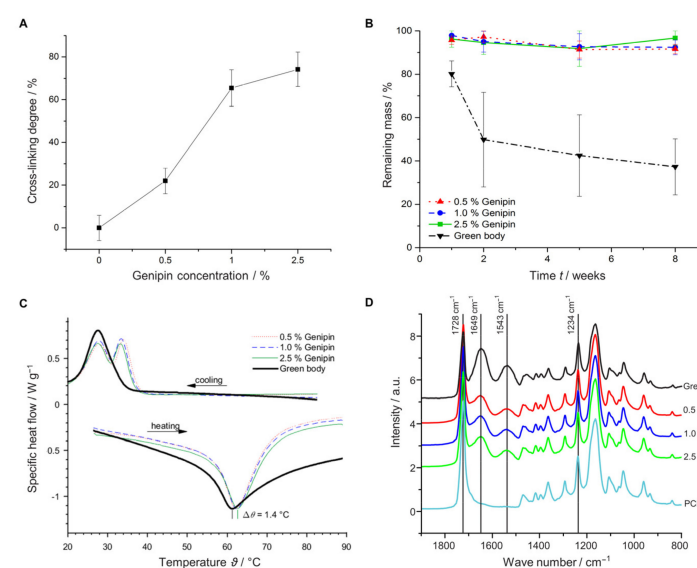 A
Cross-linking degree / %
80
60
40
20
0
0
0.5
1
2.5
Genipin concentration / %
B
Remaining mass / %
100
80
60
40
20
0
0.5 % Genipin
1.0 % Genipin
2.5 % Genipin
Green body
0
2
4
6
8
Time t / weeks
C
Specific heat flow / W g⁻¹
0.5
0
0.5
-1
0.5 % Genipin
1.0 % Genipin
2.5 % Genipin
Green body
cooling
heating
Δθ = 1.4 °C
20
30
40
50
60
70
80
90
Temperature ϑ / °C
D
Intensity / a.u.
8
6
4
2
0
1728 cm⁻¹
1649 cm⁻¹
1543 cm⁻¹
1234 cm⁻¹
Gre
0.5
1.0
2.5
PC
1800
1600
1400
1200
1000
800
Wave number / cm⁻¹